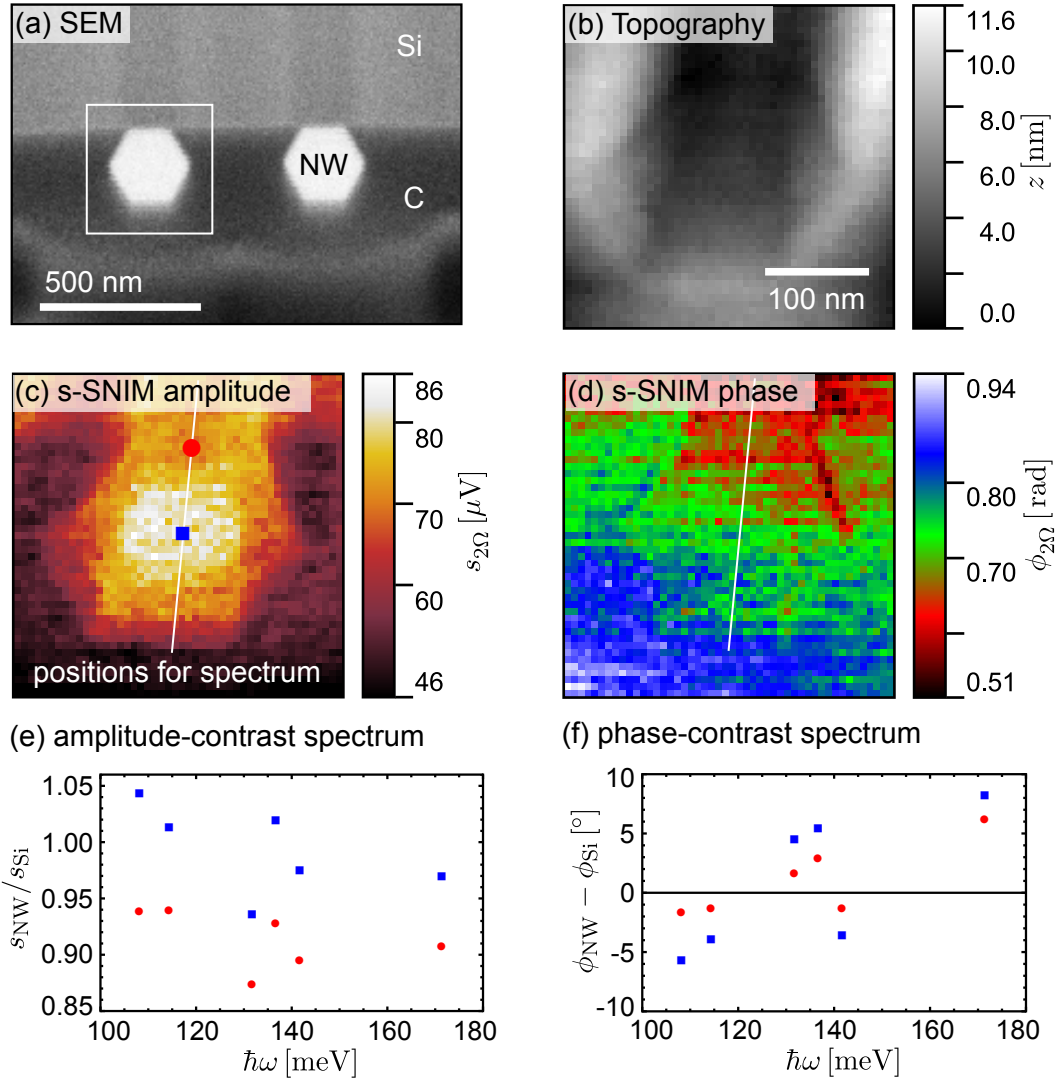 (a) SEM
Si
NW
C
500 nm
(b) Topography
100 nm
11.6
10.0
8.0
6.0
4.0
0.0
z [nm]
(c) s-SNIM amplitude
positions for spectrum
86
80
70
60
46
s2Ω [μV]
(d) s-SNIM phase
0.94
0.80
0.70
0.51
ϕ2Ω [rad]
(e) amplitude-contrast spectrum
1.05
1.00
0.95
0.90
0.85
sNW/sSi
100 120 140 160 180
ħω [meV]
(f) phase-contrast spectrum
10
5
0
-5
-10
ϕNW − ϕSi [°]
100 120 140 160 180
ħω [meV]